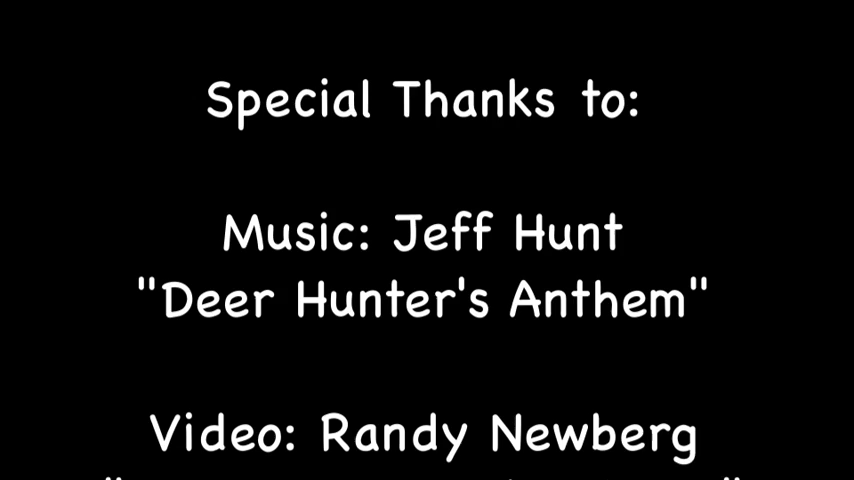 Special Thanks to:
Music: Jeff Hunt
"Deer Hunter's Anthem"
Video: Randy Newberg